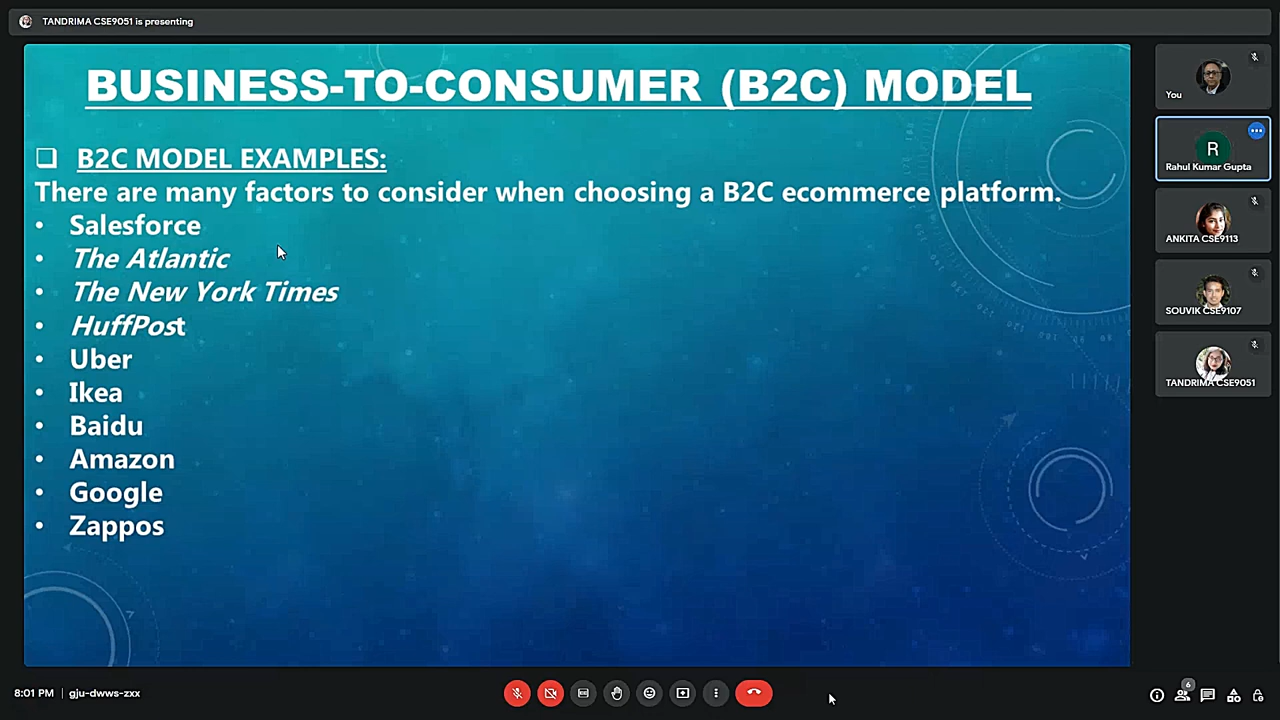 TANDRIMA CSE9051 is presenting
BUSINESS-TO-CONSUMER (B2C) MODEL
❑ B2C MODEL EXAMPLES:
There are many factors to consider when choosing a B2C ecommerce platform.
• Salesforce
• The Atlantic
• The New York Times
• HuffPost
• Uber
• Ikea
• Baidu
• Amazon
• Google
• Zappos
You
R
Rahul Kumar Gupta
ANKITA CSE9113
SOUVIK CSE9107
TANDRIMA CSE9051
8:01 PM | gju-dwws-zxx
6